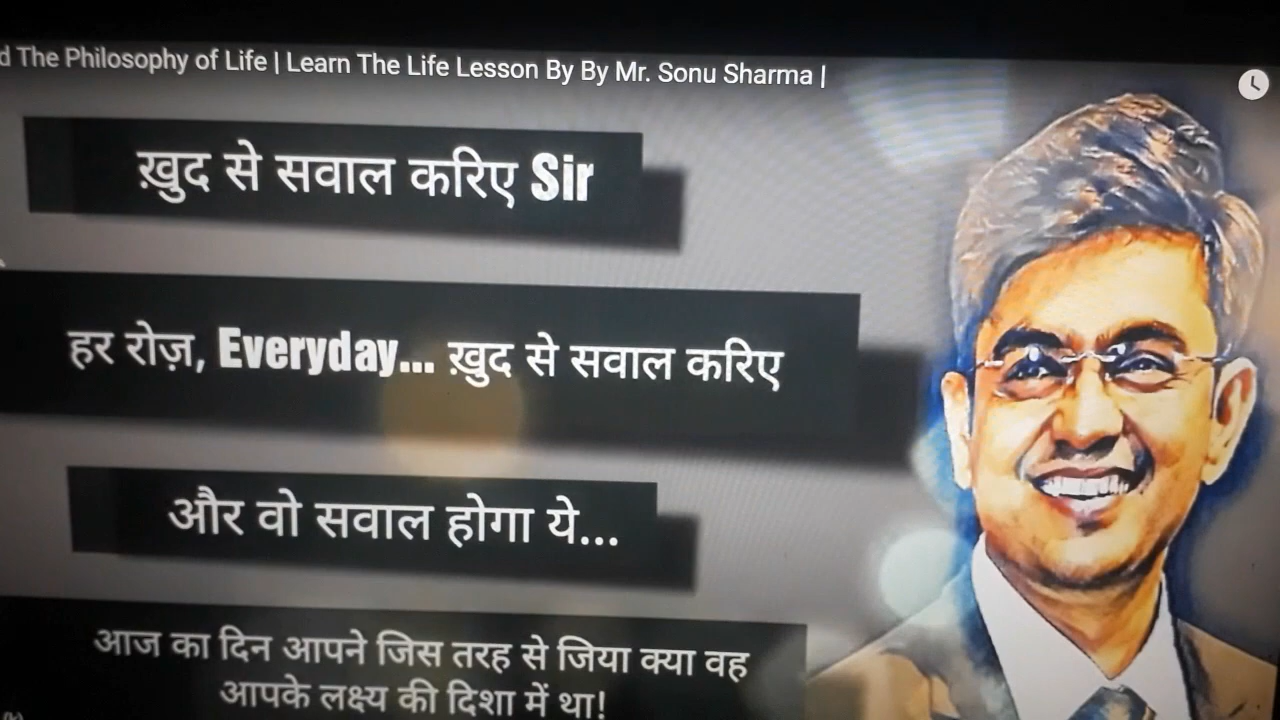 The Philosophy of Life | Learn The Life Lesson By By Mr. Sonu Sharma |
ख़ुद से सवाल करिए Sir
हर रोज़, Everyday... ख़ुद से सवाल करिए
और वो सवाल होगा ये...
आज का दिन आपने जिस तरह से जिया क्या वह
आपके लक्ष्य की दिशा में था!